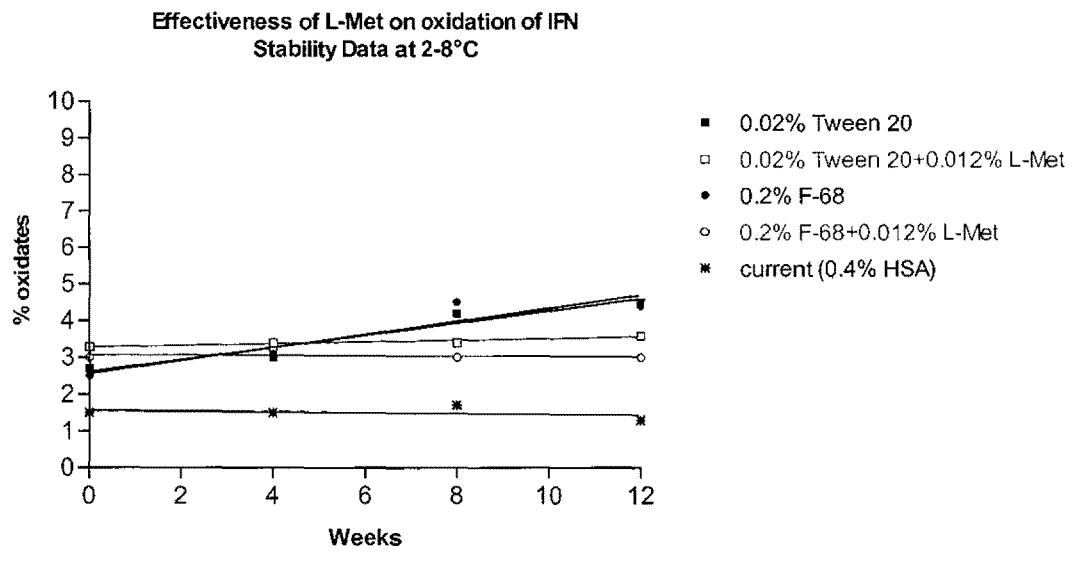 Effectiveness of L-Met on oxidation of IFN
Stability Data at 2-8°C
10
9
8
7
6
5
4
3
2
1
0
% oxidates
0 2 4 6 8 10 12
Weeks
0.02% Tween 20
0.02% Tween 20+0.012% L-Met
0.2% F-68
0.2% F-68+0.012% L-Met
current (0.4% HSA)